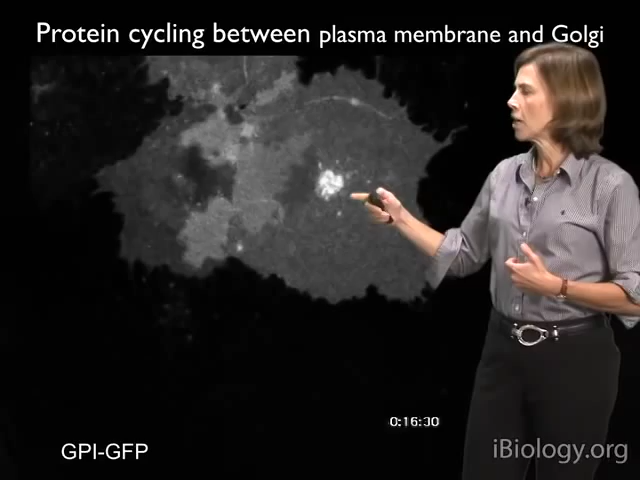 Protein cycling between plasma membrane and Golgi
0:16:30
GPI-GFP
iBiology.org